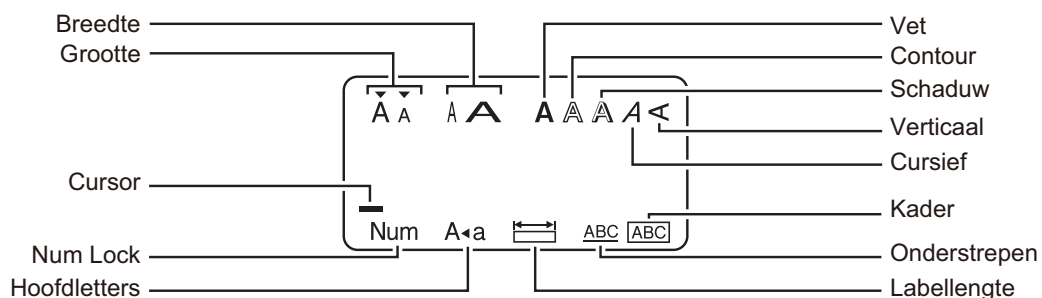 Breedte
Grootte
Cursor
Num Lock
Hoofdletters
A A A A A A A A A
Num A◂a ABC ABC
Vet
Contour
Schaduw
Verticaal
Cursief
Kader
Onderstrepen
Labellengte